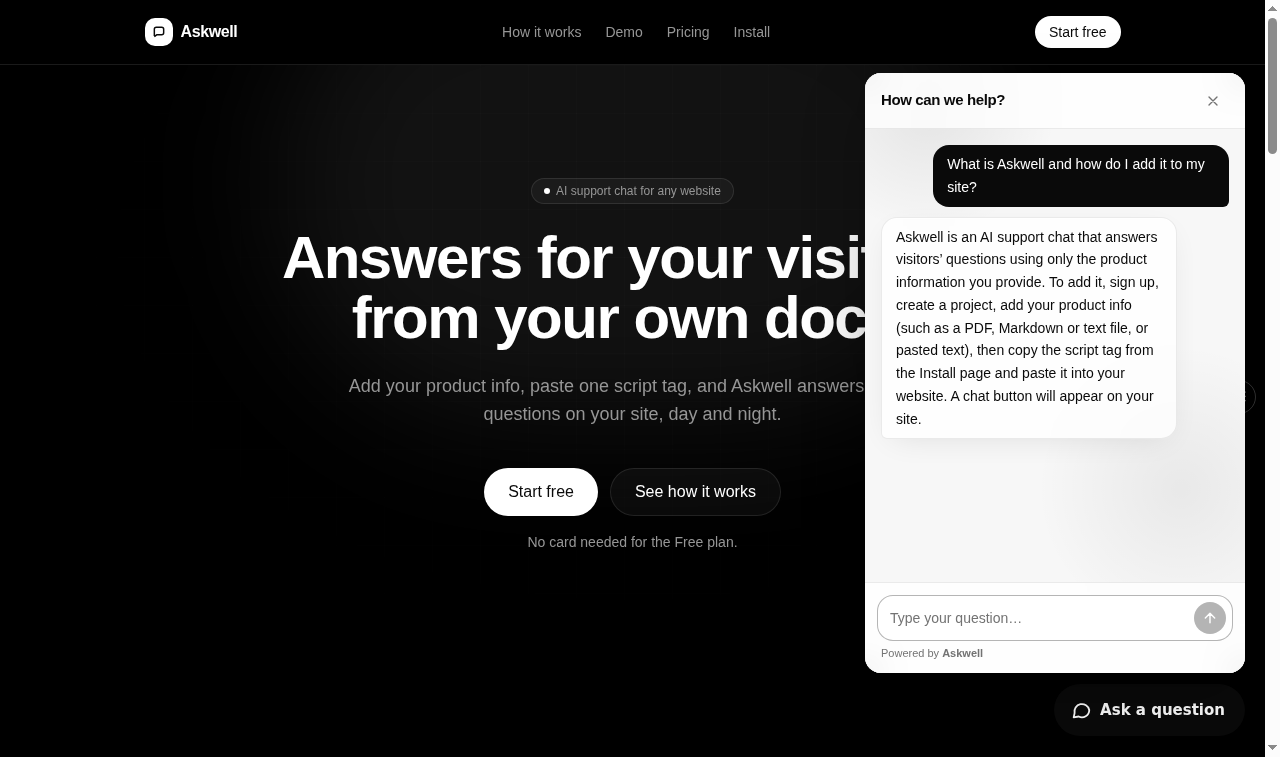 Askwell
How it works
Demo
Pricing
Install
Start free
AI support chat for any website
Answers for your
from your own
Add your product info, paste one script tag, and Askwell answers
questions on your site, day and night.
Start free
See how it works
No card needed for the Free plan.
How can we help?
What is Askwell and how do I add it to my
site?
Askwell is an AI support chat that answers
visitors’ questions using only the product
information you provide. To add it, sign up,
create a project, add your product info
(such as a PDF, Markdown or text file, or
pasted text), then copy the script tag from
the Install page and paste it into your
website. A chat button will appear on your
site.
Type your question…
Powered by Askwell
Ask a question